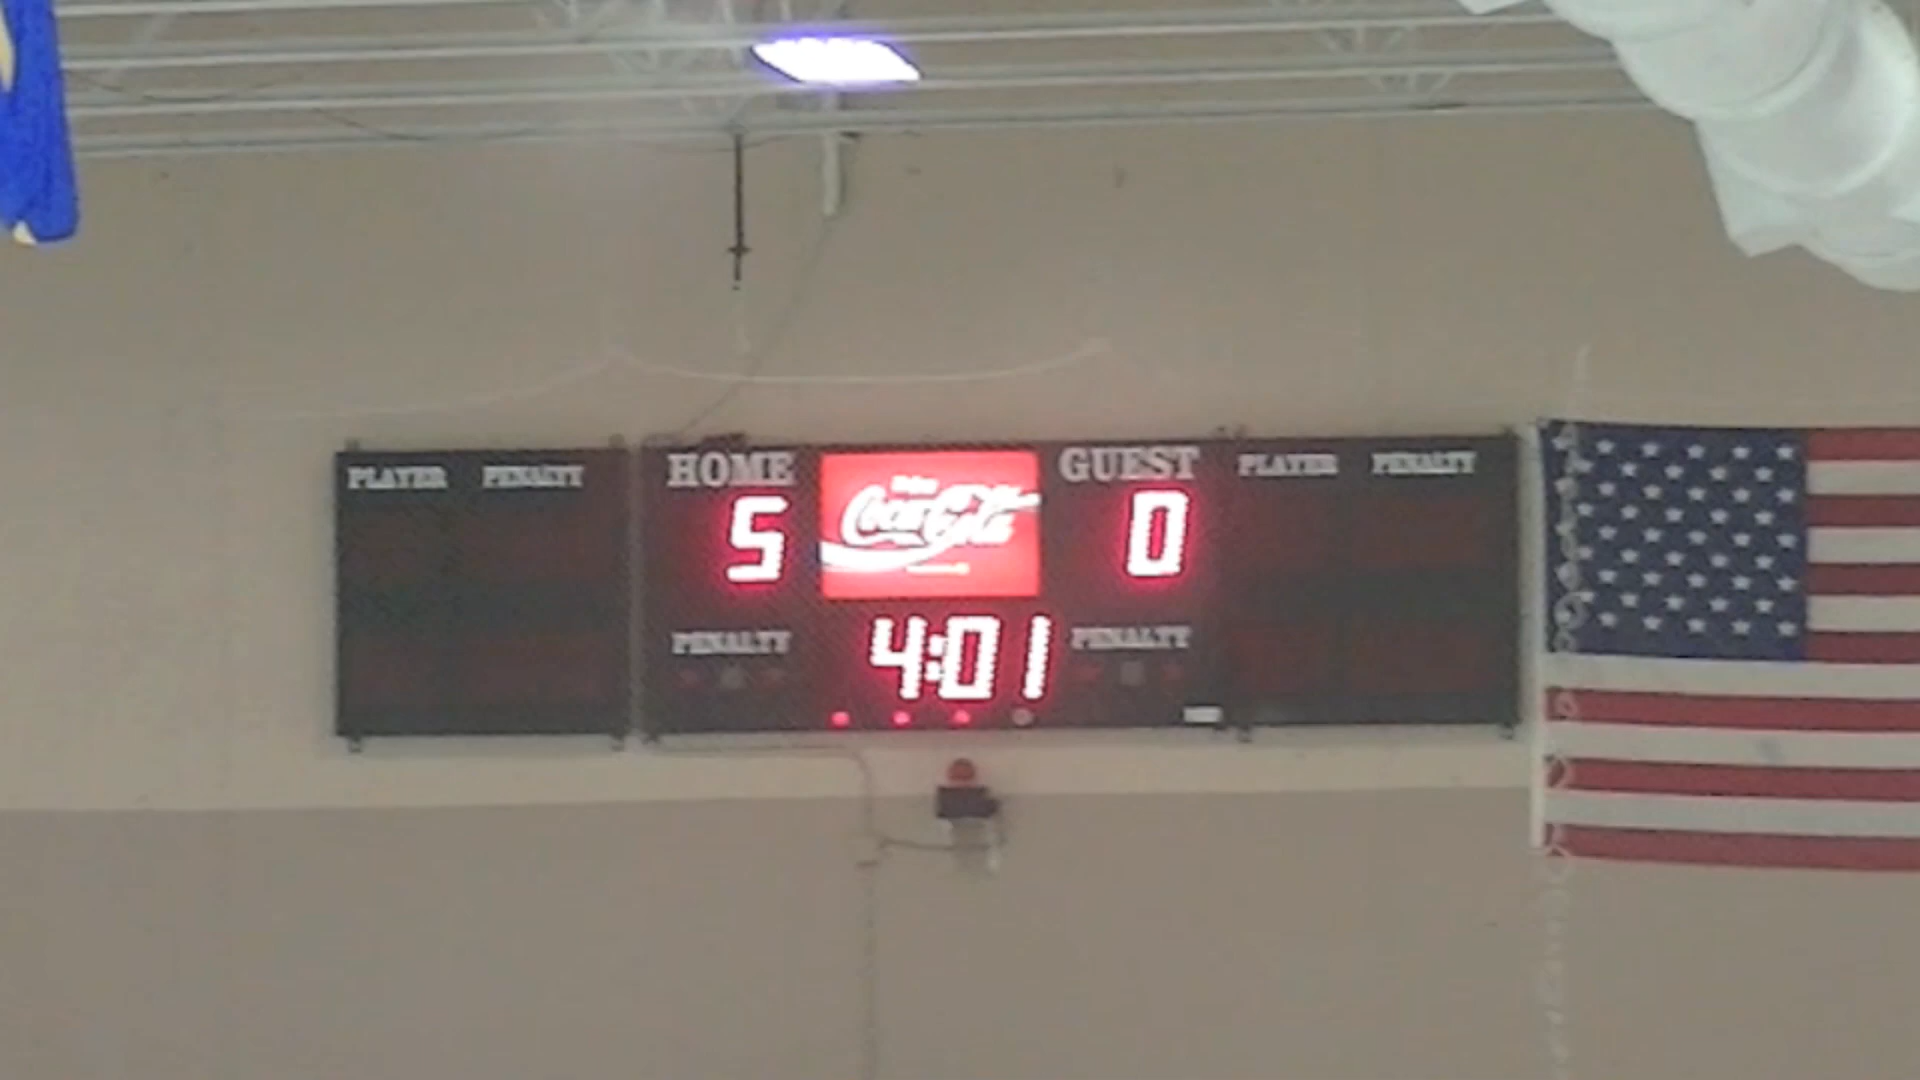 PLAYER PENALTY HOME GUEST PLAYER PENALTY
Coca-Cola
5 0
4:01
PENALTY PENALTY